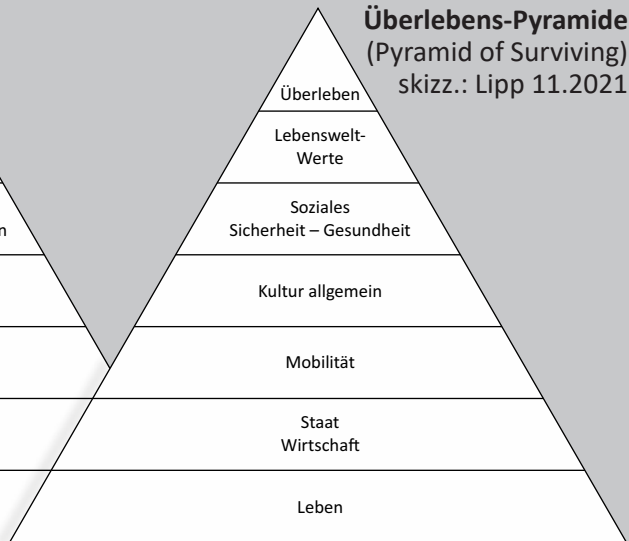 Überlebens-Pyramide
(Pyramid of Surviving)
skizz.: Lipp 11.2021
Überleben
Lebenswelt-
Werte
Soziales
Sicherheit – Gesundheit
Kultur allgemein
Mobilität
Staat
Wirtschaft
Leben